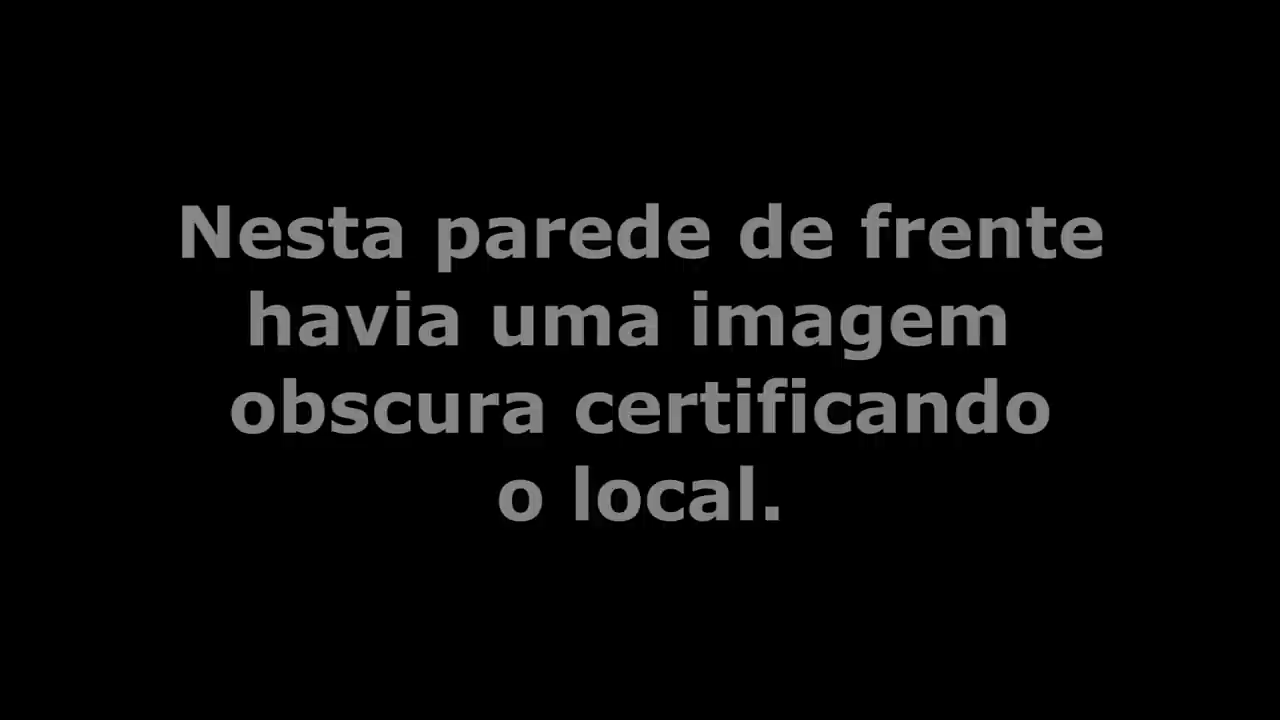 Nesta parede de frente
havia uma imagem
obscura certificando
o local.